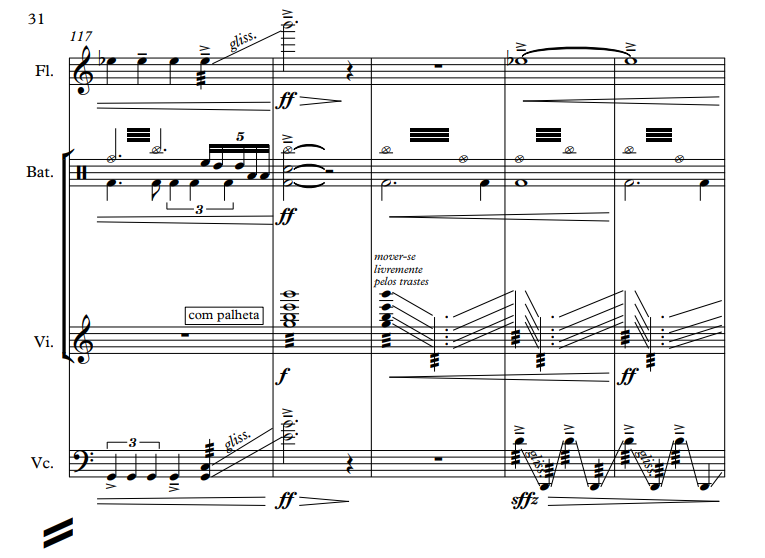 31
117
Fl.
gliss.
ff
Bat.
5
3
ff
mover-se
livremente
pelos trastes
com palheta
Vi.
f
ff
3
gliss.
gliss.
gliss.
Vc.
ff
sffz